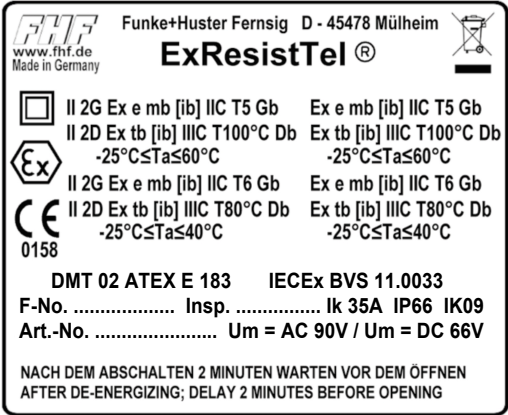 FHF Funke+Huster Fernsig D - 45478 Mülheim
www.fhf.de
Made in Germany
ExResistTel ®
II 2G Ex e mb [ib] IIC T5 Gb Ex e mb [ib] IIC T5 Gb
II 2D Ex tb [ib] IIIC T100°C Db Ex tb [ib] IIIC T100°C Db
-25°C≤Ta≤60°C -25°C≤Ta≤60°C
Ex
II 2G Ex e mb [ib] IIC T6 Gb Ex e mb [ib] IIC T6 Gb
II 2D Ex tb [ib] IIIC T80°C Db Ex tb [ib] IIIC T80°C Db
-25°C≤Ta≤40°C -25°C≤Ta≤40°C
CE
0158
DMT 02 ATEX E 183 IECEx BVS 11.0033
F-No. ................... Insp. ................ Ik 35A IP66 IK09
Art.-No. ....................... Um = AC 90V / Um = DC 66V
NACH DEM ABSCHALTEN 2 MINUTEN WARTEN VOR DEM ÖFFNEN
AFTER DE-ENERGIZING; DELAY 2 MINUTES BEFORE OPENING